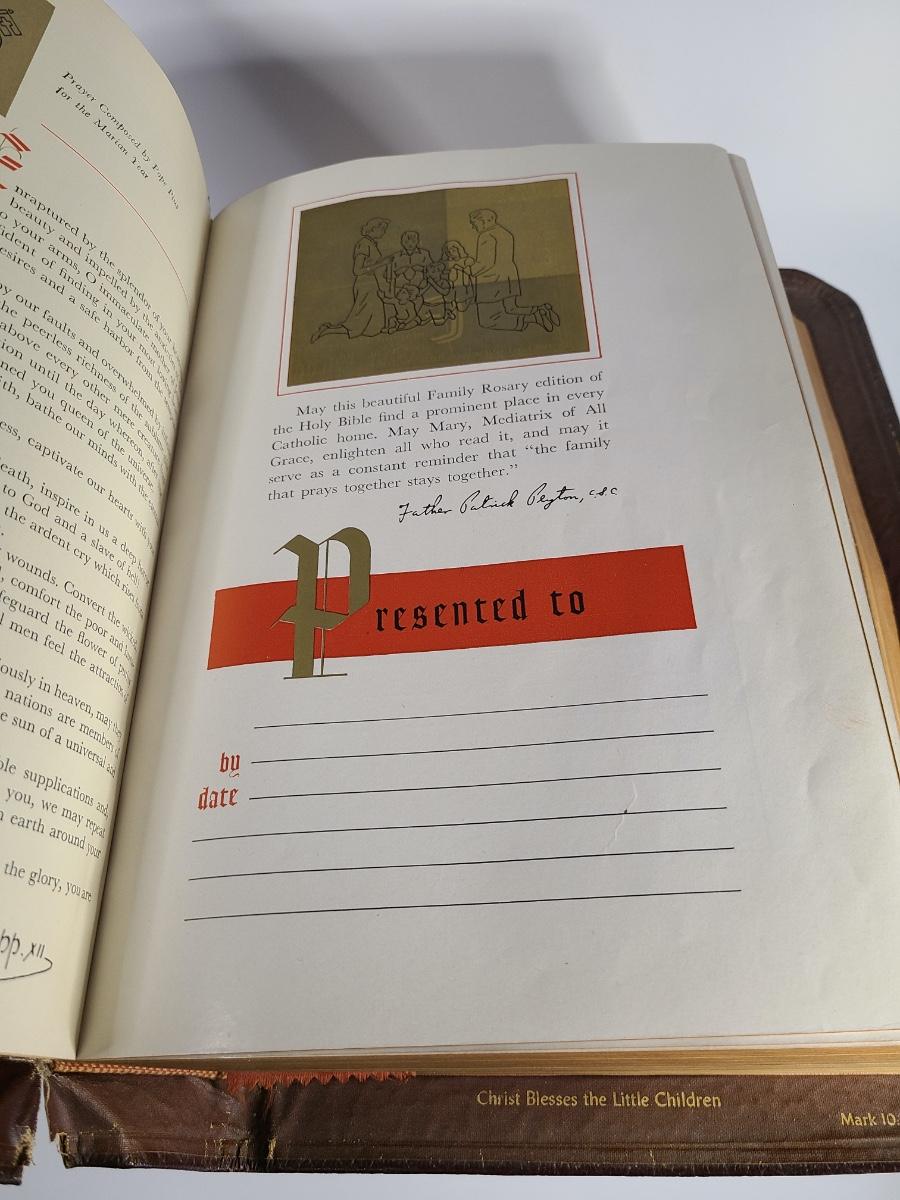 Prayer Composed by Pope Pius
for the Marian Year
nraptured by the splendor of
beauty and impelled by the
o your arms, O immaculate
fident of finding in your most
esires and a safe harbor from the
by our faults and overwhelmed by
the peerless richness of the
above every other mere
ion until the day whereon,
ned you queen of the universe
ith, bathe our minds with the
ess, captivate our hearts with
eath, inspire in us a deep
to God and a slave of hell!
the ardent cry which
wounds. Convert the
, comfort the poor and
feguard the flower of
l men feel the attraction of
ously in heaven, may
nations are members of
e sun of a universal
ble supplications and,
you, we may repeat
n earth around your
the glory, you are
pp. XII
May this beautiful Family Rosary edition of
the Holy Bible find a prominent place in every
Catholic home. May Mary, Mediatrix of All
Grace, enlighten all who read it, and may it
serve as a constant reminder that “the family
that prays together stays together.”
Father Patrick Peyton, c.s.c
Presented to
by
date
Christ Blesses the Little Children
Mark 10